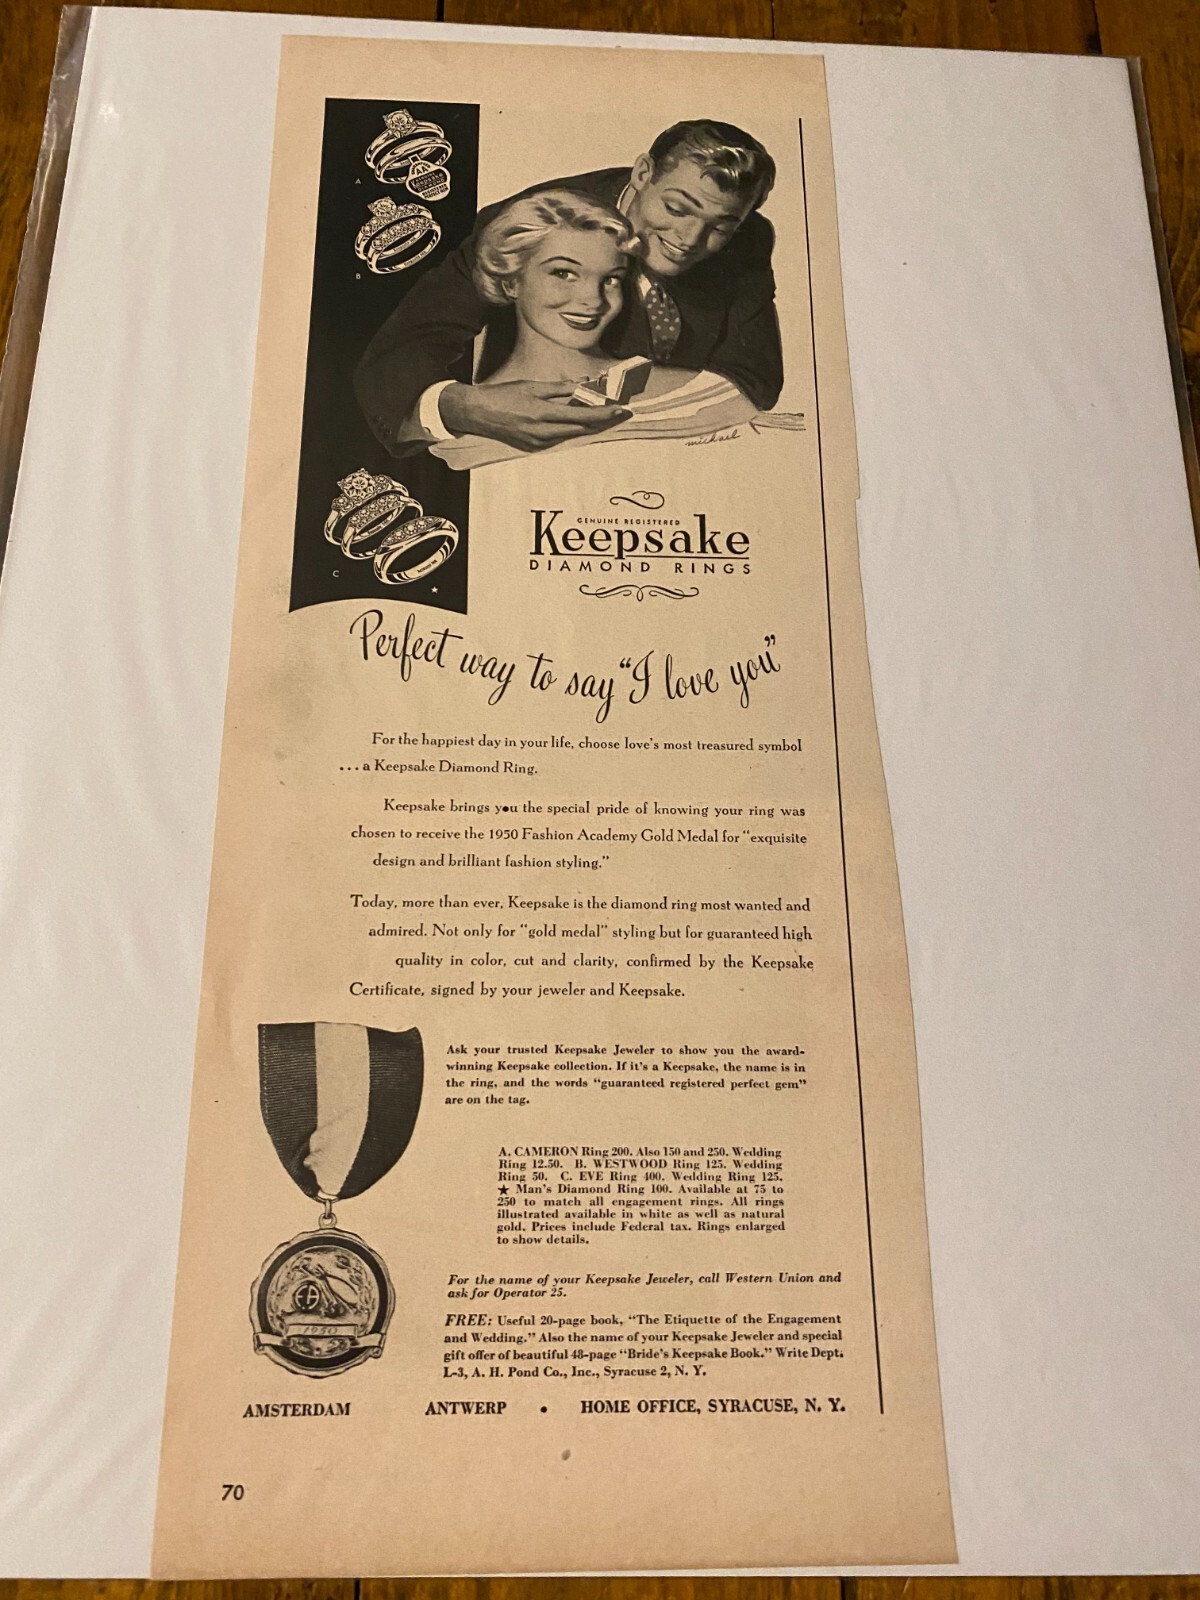 A
B
michael
C
GENUINE REGISTERED
Keepsake
DIAMOND RINGS
Perfect way to say "I love you"
For the happiest day in your life, choose love's most treasured symbol
...a Keepsake Diamond Ring.
Keepsake brings you the special pride of knowing your ring was
chosen to receive the 1950 Fashion Academy Gold Medal for "exquisite
design and brilliant fashion styling."
Today, more than ever, Keepsake is the diamond ring most wanted and
admired. Not only for "gold medal" styling but for guaranteed high
quality in color, cut and clarity, confirmed by the Keepsake
Certificate, signed by your jeweler and Keepsake.
Ask your trusted Keepsake Jeweler to show you the award-
winning Keepsake collection. If it's a Keepsake, the name is in
the ring, and the words "guaranteed registered perfect gem"
are on the tag.
A. CAMERON Ring 200. Also 150 and 250. Wedding
Ring 12.50. B. WESTWOOD Ring 125. Wedding
Ring 50. C. EVE Ring 400. Wedding Ring 125.
★ Man's Diamond Ring 100. Available at 75 to
250 to match all engagement rings. All rings
illustrated available in white as well as natural
gold. Prices include Federal tax. Rings enlarged
to show details.
For the name of your Keepsake Jeweler, call Western Union and
ask for Operator 25.
FREE: Useful 20-page book, "The Etiquette of the Engagement
and Wedding." Also the name of your Keepsake Jeweler and special
gift offer of beautiful 48-page "Bride's Keepsake Book." Write Dept.
L-3, A. H. Pond Co., Inc., Syracuse 2, N. Y.
FA
1950
AMSTERDAM ANTWERP • HOME OFFICE, SYRACUSE, N. Y.
70